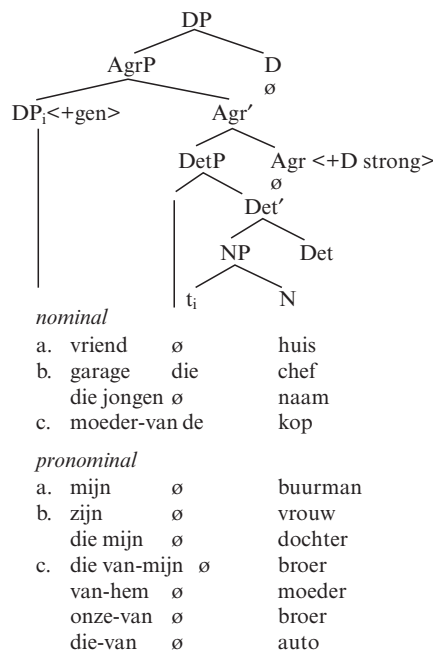 DP
AgrP D
ø
DPᵢ<+gen> Agr′
DetP Agr <+D strong>
ø
Det′
NP Det
tᵢ N
nominal
a. vriend ø huis
b. garage die chef
die jongen ø naam
c. moeder-van de kop
pronominal
a. mijn ø buurman
b. zijn ø vrouw
die mijn ø dochter
c. die van-mijn ø broer
van-hem ø moeder
onze-van ø broer
die-van ø auto